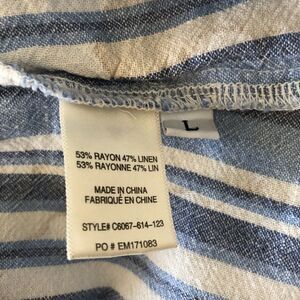 L
53% RAYON 47% LINEN
53% RAYONNE 47% LIN
MADE IN CHINA
FABRIQUÉ EN CHINE
STYLE# C6067-614-123
PO # EM171083